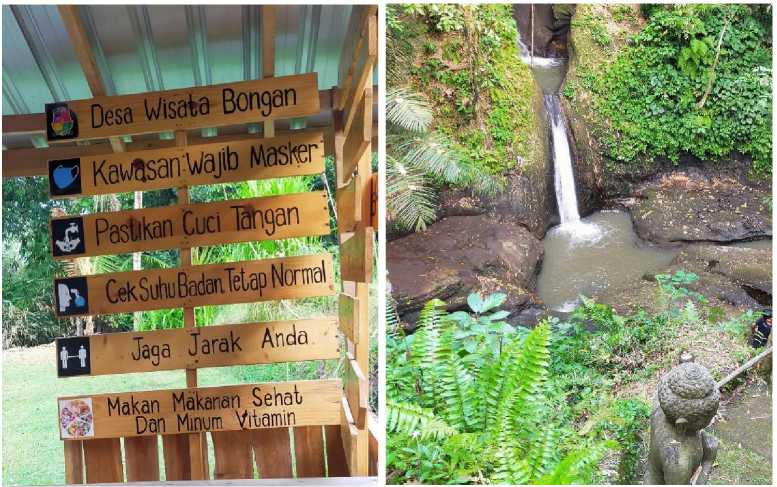 Desa Wisata Bongan
Kawasan Wajib Masker
Pastikan Cuci Tangan
Cek Suhu Badan Tetap Normal
Jaga Jarak Anda
Makan Makanan Sehat
Dan Minum Vitamin